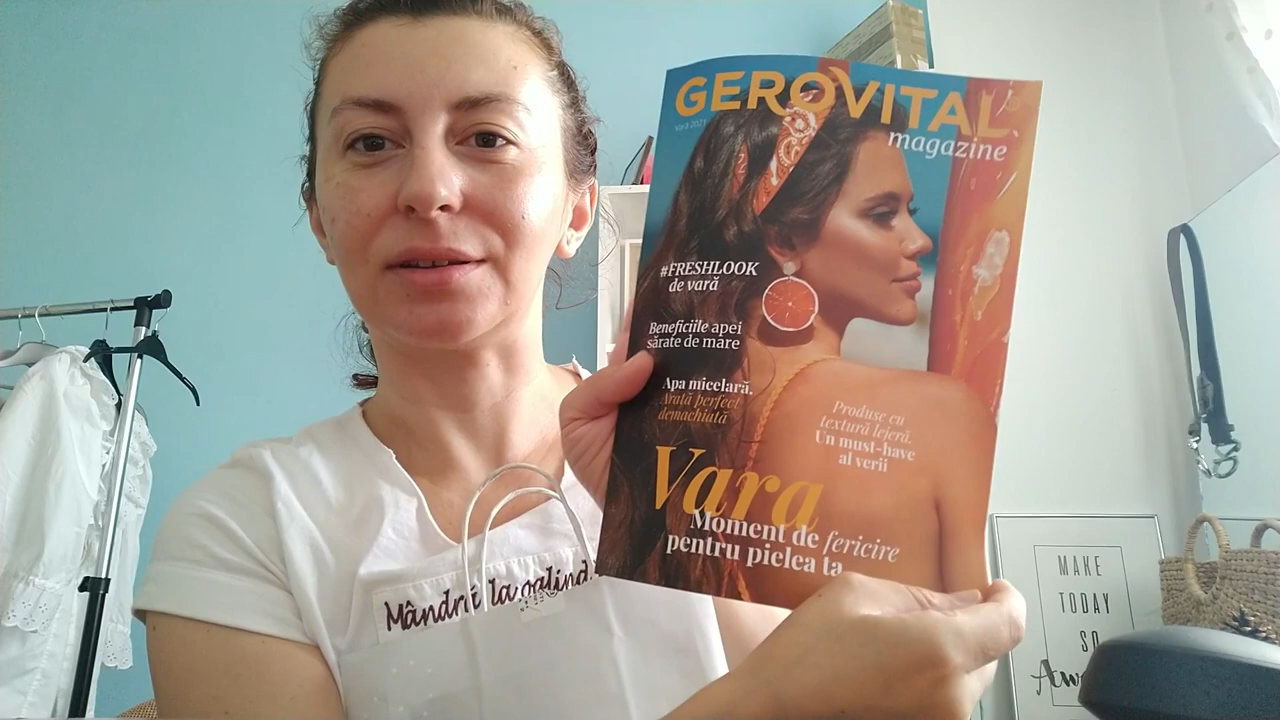 GEROVITAL
magazine
Vară 2021
#FRESHLOOK
de vară
Beneficiile apei
sărate de mare
Apa micelară.
Arată perfect
demachiată
Produse cu
textură lejeră.
Un must-have
al verii
Vara
Moment de fericire
pentru pielea ta
Mândră la oglind
MAKE
TODAY
SO